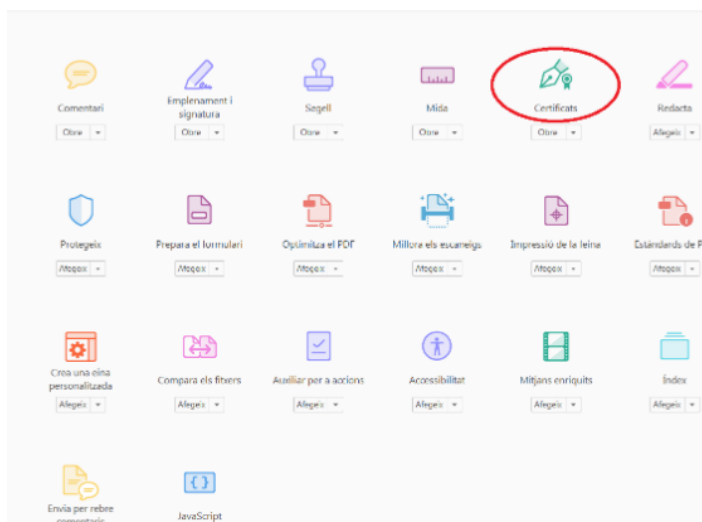 Comentari
Emplenament i
signatura
Segell
Mida
Certificats
Redacta
Obre
Obre
Obre
Obre
Obre
Afegeix
Protegeix
Prepara el formulari
Optimitza el PDF
Millora els escaneigs
Impressió de la feina
Estàndards de P
Afegeix
Afegeix
Afegeix
Afegeix
Afegeix
Afegeix
Crea una eina
personalitzada
Compara els fitxers
Auxiliar per a accions
Accessibilitat
Mitjans enriquits
Índex
Afegeix
Afegeix
Afegeix
Afegeix
Afegeix
Afegeix
Envia per rebre
comentaris
JavaScript